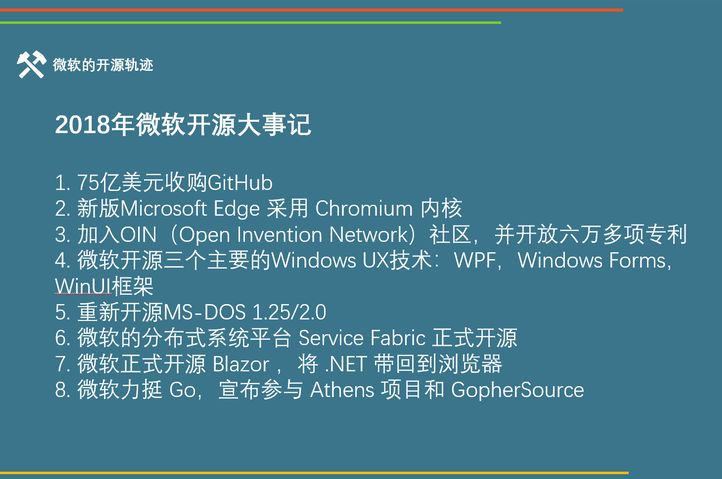 微软的开源轨迹
2018年微软开源大事记
1. 75亿美元收购GitHub
2. 新版Microsoft Edge 采用 Chromium 内核
3. 加入OIN（Open Invention Network）社区，并开放六万多项专利
4. 微软开源三个主要的Windows UX技术：WPF，Windows Forms，
WinUI框架
5. 重新开源MS-DOS 1.25/2.0
6. 微软的分布式系统平台 Service Fabric 正式开源
7. 微软正式开源 Blazor ，将 .NET 带回到浏览器
8. 微软力挺 Go，宣布参与 Athens 项目和 GopherSource